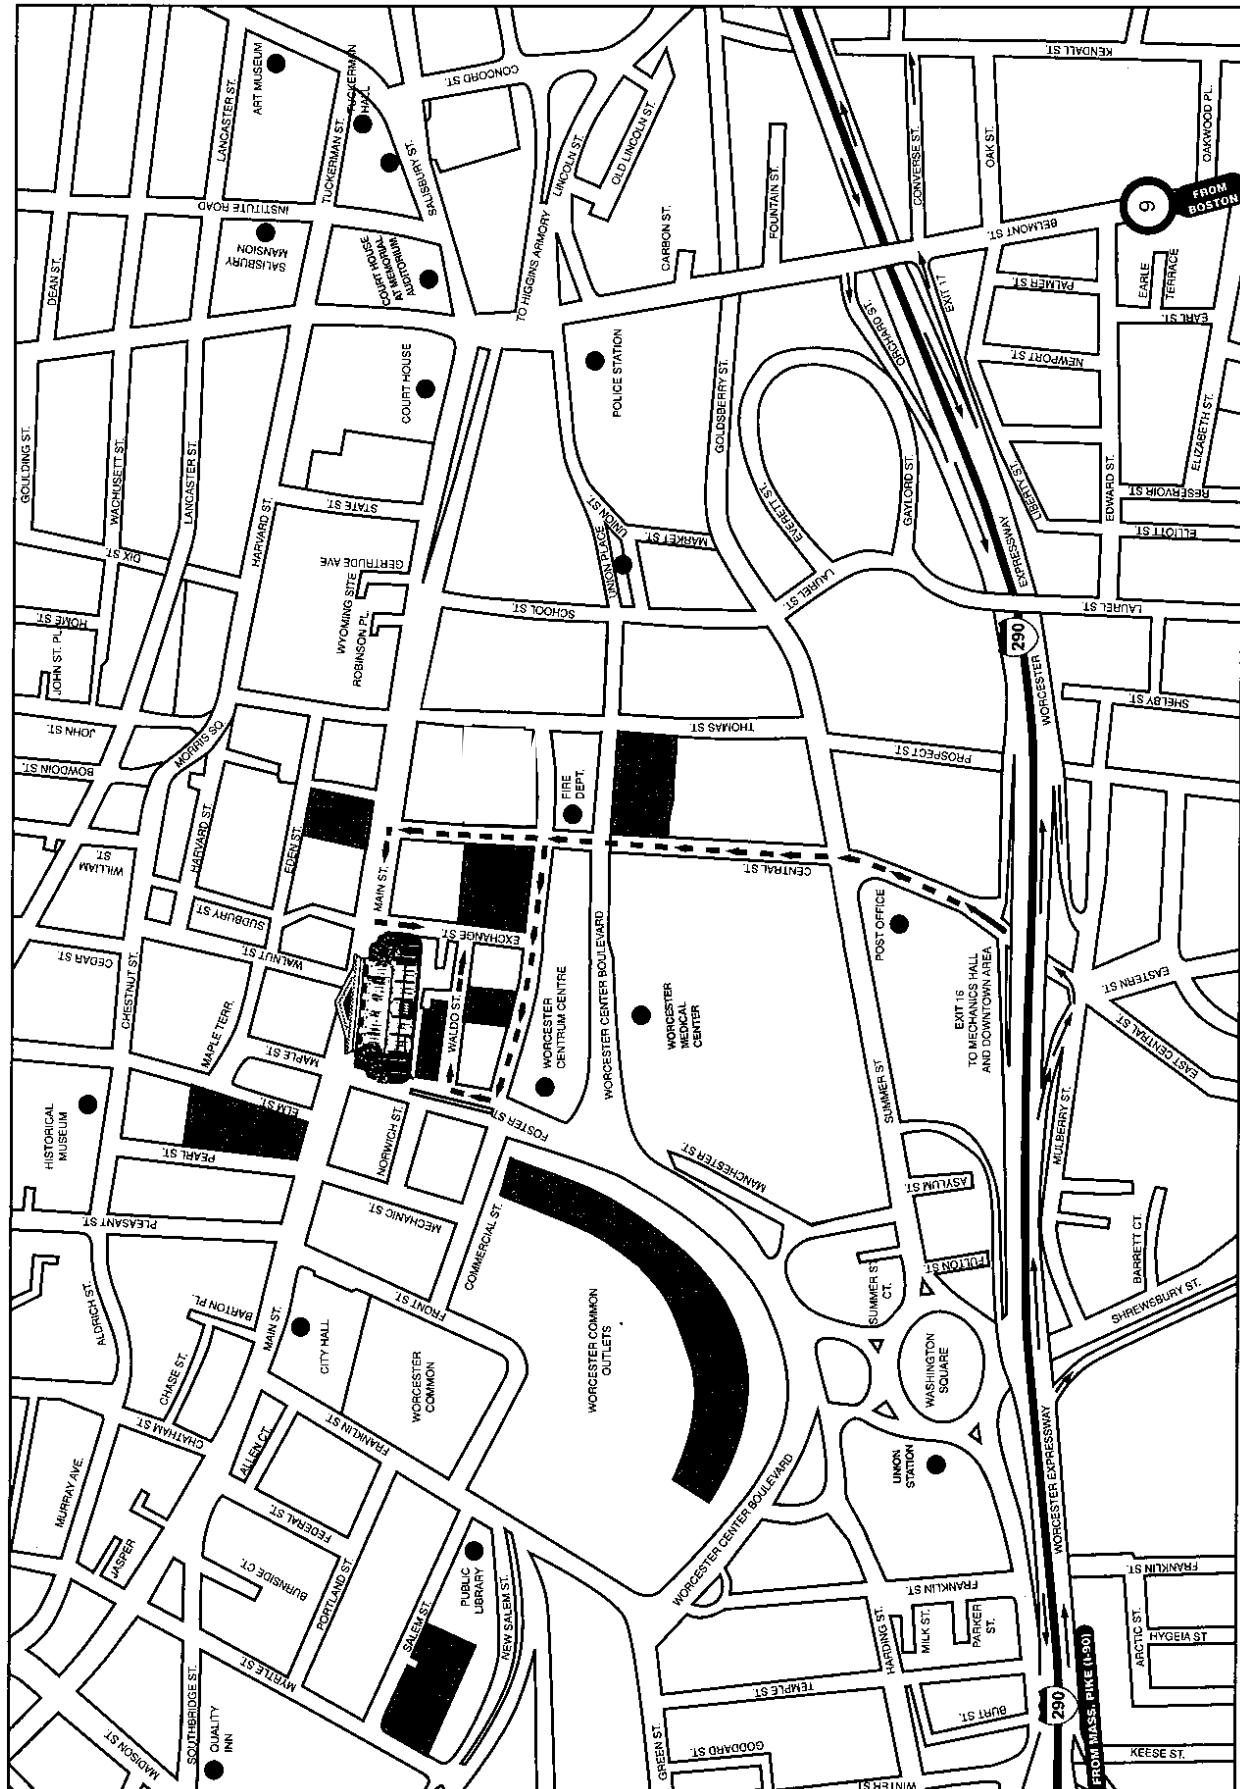 LANCASTER ST.
ART MUSEUM
TUCKERMAN
HALL
TUCKERMAN ST.
CONCORD ST.
SALISBURY ST.
INSTITUTE ROAD
SALISBURY
MANSION
COURT HOUSE
AT MEMORIAL
AUDITORIUM
TO HIGGINS ARMORY
LINCOLN ST.
OLD LINCOLN ST.
CARBON ST.
FOUNTAIN ST.
CONVERSE ST.
OAK ST.
KENDALL ST.
OAKWOOD PL.
BELMONT ST.
9
FROM
BOSTON
EARLE
TERRACE
PALMER ST.
EARL ST.
NEWPORT ST.
EXIT 17
ORCHARD ST.
DEAN ST.
GOULDING ST.
WACHUSETT ST.
LANCASTER ST.
HARVARD ST.
COURT HOUSE
POLICE STATION
GOLDSBERRY ST.
STATE ST.
GERTRUDE AVE
WYOMING SITE
ROBINSON PL.
DIX ST.
HOME ST.
JOHN ST. PL.
JOHN ST.
BOWDOIN ST.
MORRIS SQ.
UNION ST.
UNION PLACE
MARKET ST.
SCHOOL ST.
EVERETT ST.
GAYLORD ST.
LAUREL ST.
LIBERTY ST.
EDWARD ST.
ELIZABETH ST.
RESERVOIR ST.
ELLIOTT ST.
EXPRESSWAY
LAUREL ST.
290
WORCESTER
SHELBY ST.
THOMAS ST.
PROSPECT ST.
FIRE
DEPT.
WILLIAM
ST.
HARVARD ST.
EDEN ST.
MAIN ST.
SUDBURY ST.
WALNUT ST.
CEDAR ST.
CHESTNUT ST.
MAPLE TERR.
MAPLE ST.
EXCHANGE ST.
WALDO ST.
CENTRAL ST.
POST OFFICE
WORCESTER CENTER BOULEVARD
WORCESTER
CENTRUM CENTRE
WORCESTER
MEDICAL
CENTER
SUMMER ST
EXIT 16
TO MECHANICS HALL
AND DOWNTOWN AREA
EASTERN ST.
EAST CENTRAL ST.
MULBERRY ST.
HISTORICAL
MUSEUM
ELM ST.
PEARL ST.
NORWICH ST.
FOSTER ST.
MECHANIC ST.
COMMERCIAL ST.
MANCHESTER ST.
ASYLUM ST.
FULTON ST.
SUMMER ST
CT.
BARRETT CT.
SHREWSBURY ST.
PLEASANT ST.
ALDRICH ST.
BARTON PL.
MAIN ST.
CITY HALL
FRONT ST.
WORCESTER
COMMON
WORCESTER COMMON
OUTLETS
WASHINGTON
SQUARE
CHASE ST.
CHATHAM ST.
ALLEN CT.
FRANKLIN ST.
MURRAY AVE.
JASPER
FEDERAL ST.
BURNSIDE CT.
PORTLAND ST.
UNION
STATION
WORCESTER EXPRESSWAY
WORCESTER CENTER BOULEVARD
PUBLIC
LIBRARY
SALEM ST.
NEW SALEM ST.
MYRTLE ST.
SOUTHBRIDGE ST.
QUALITY
INN
MADISON ST.
FRANKLIN ST.
HARDING ST.
MILK ST.
PARKER
ST.
TEMPLE ST.
BURT ST.
GREEN ST.
GODDARD ST.
WINTER ST.
290
FROM MASS. PIKE (I-90)
FRANKLIN ST.
ARCTIC ST.
HYGEIA ST
KEESE ST.